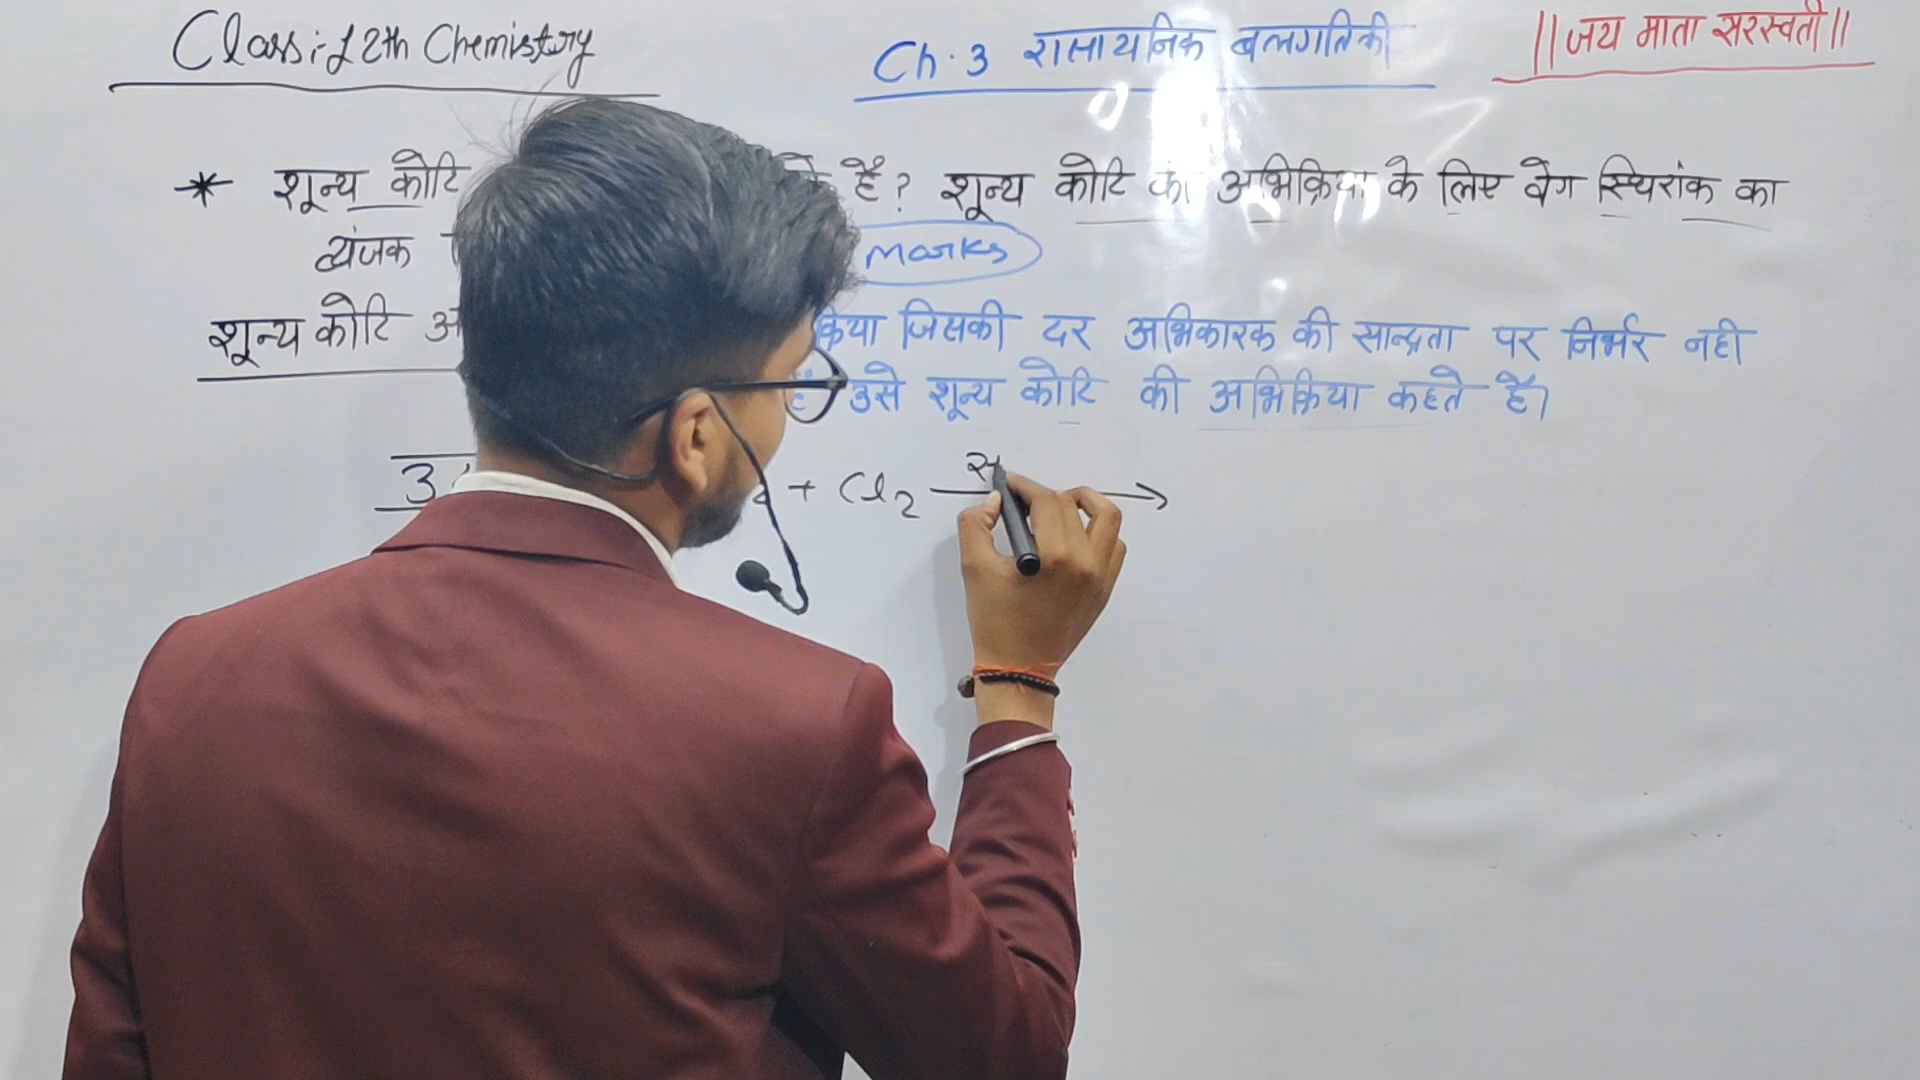 Class:- 12th Chemistry
Ch. 3 रासायनिक बलगतिकी
||जय माता सरस्वती||
* शून्य कोटि है? शून्य कोटि की अभिक्रिया के लिए वेग स्थिरांक का
व्यंजक marks
शून्य कोटि जिसकी दर अभिकारक की सान्द्रता पर निर्भर नही
उसे शून्य कोटि की अभिक्रिया कहते है।
+ Cl2 →